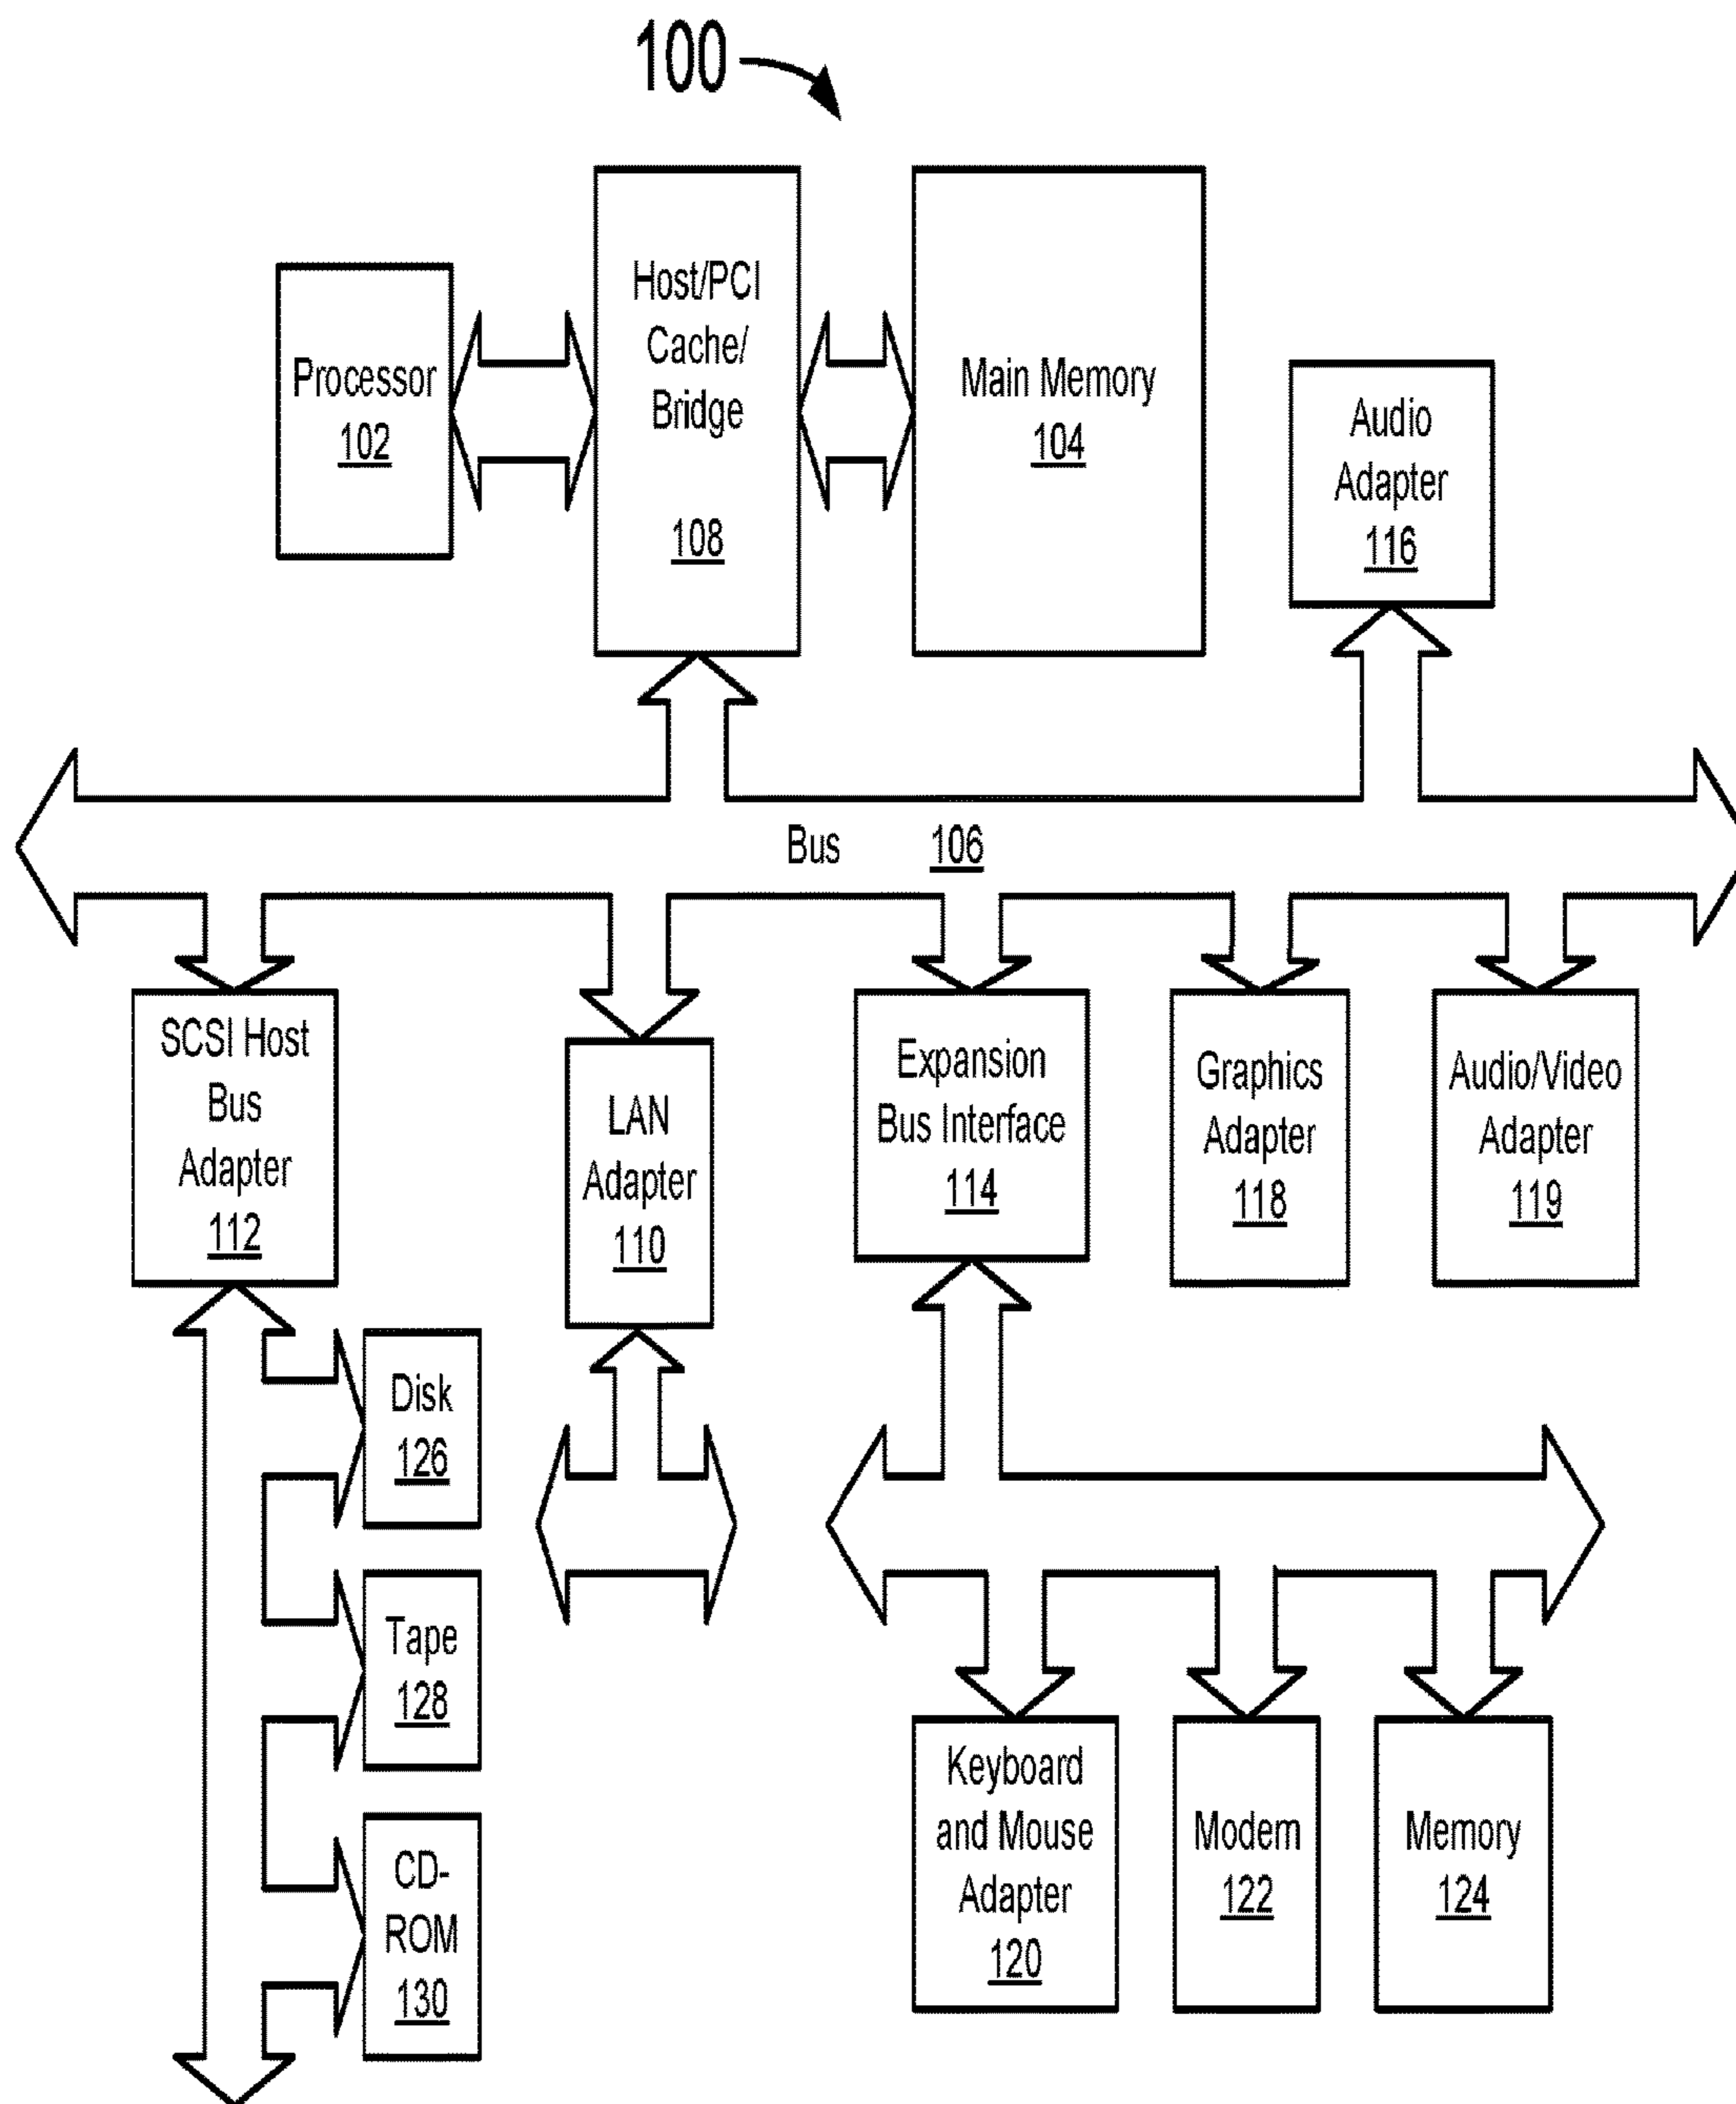 100
Host/PCI
Cache/
Bridge
108
Processor
102
Main Memory
104
Audio
Adapter
116
Bus 106
SCSI Host
Bus
Adapter
112
LAN
Adapter
110
Expansion
Bus Interface
114
Graphics
Adapter
118
Audio/Video
Adapter
119
Disk
126
Tape
128
CD-
ROM
130
Keyboard
and Mouse
Adapter
120
Modem
122
Memory
124